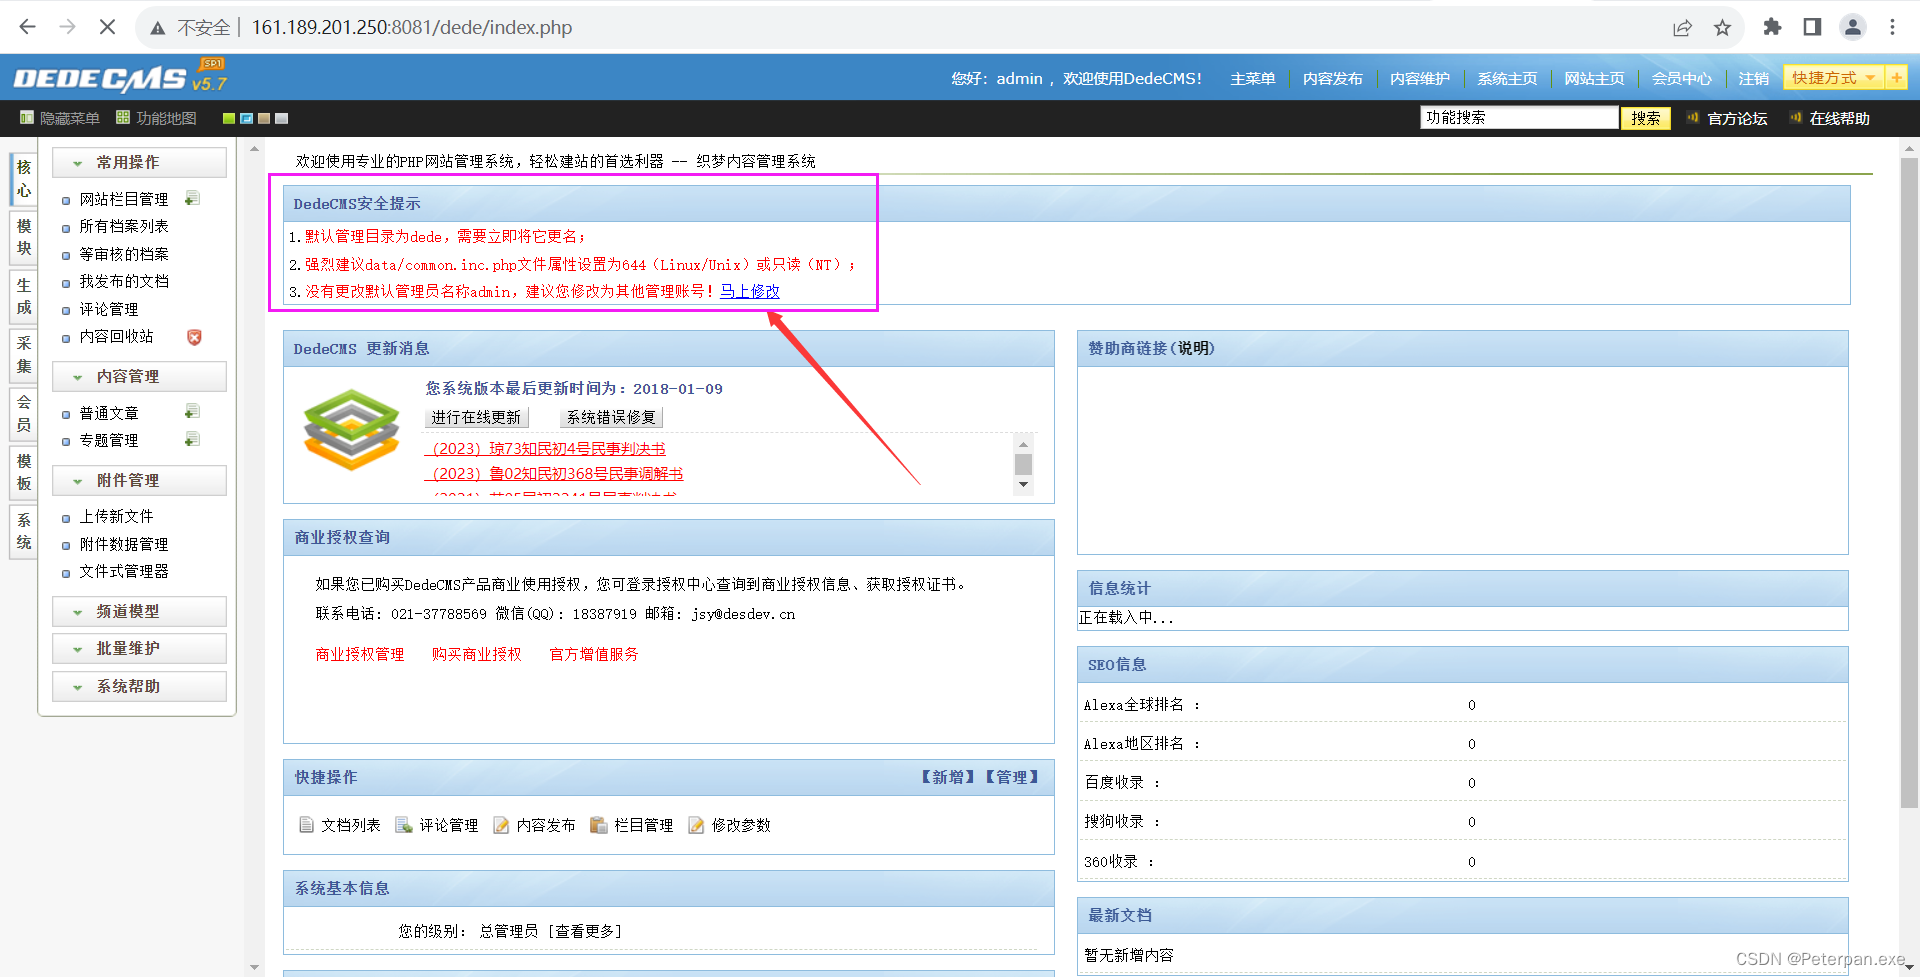 不安全 | 161.189.201.250:8081/dede/index.php
DEDECMS v5.7 SP1
您好：admin ，欢迎使用DedeCMS！ 主菜单 内容发布 内容维护 系统主页 网站主页 会员中心 注销 快捷方式
隐藏菜单 功能地图 功能搜索 搜索 官方论坛 在线帮助
核心
模块
生成
采集
会员
模板
系统
常用操作
网站栏目管理
所有档案列表
等审核的档案
我发布的文档
评论管理
内容回收站
内容管理
普通文章
专题管理
附件管理
上传新文件
附件数据管理
文件式管理器
频道模型
批量维护
系统帮助
欢迎使用专业的PHP网站管理系统，轻松建站的首选利器 -- 织梦内容管理系统
DedeCMS安全提示
1.默认管理目录为dede，需要立即将它更名；
2.强烈建议data/common.inc.php文件属性设置为644（Linux/Unix）或只读（NT）；
3.没有更改默认管理员名称admin，建议您修改为其他管理账号！马上修改
DedeCMS 更新消息
您系统版本最后更新时间为：2018-01-09
进行在线更新 系统错误修复
（2023）琼73知民初4号民事判决书
（2023）鲁02知民初368号民事调解书
商业授权查询
如果您已购买DedeCMS产品商业使用授权，您可登录授权中心查询到商业授权信息、获取授权证书。
联系电话：021-37788569 微信(QQ)：18387919 邮箱：jsy@desdev.cn
商业授权管理 购买商业授权 官方增值服务
快捷操作 【新增】【管理】
文档列表 评论管理 内容发布 栏目管理 修改参数
系统基本信息
您的级别： 总管理员 [查看更多]
赞助商链接(说明)
信息统计
正在载入中...
SEO信息
Alexa全球排名 ： 0
Alexa地区排名 ： 0
百度收录 ： 0
搜狗收录 ： 0
360收录 ： 0
最新文档
暂无新增内容
CSDN @Peterpan.exe